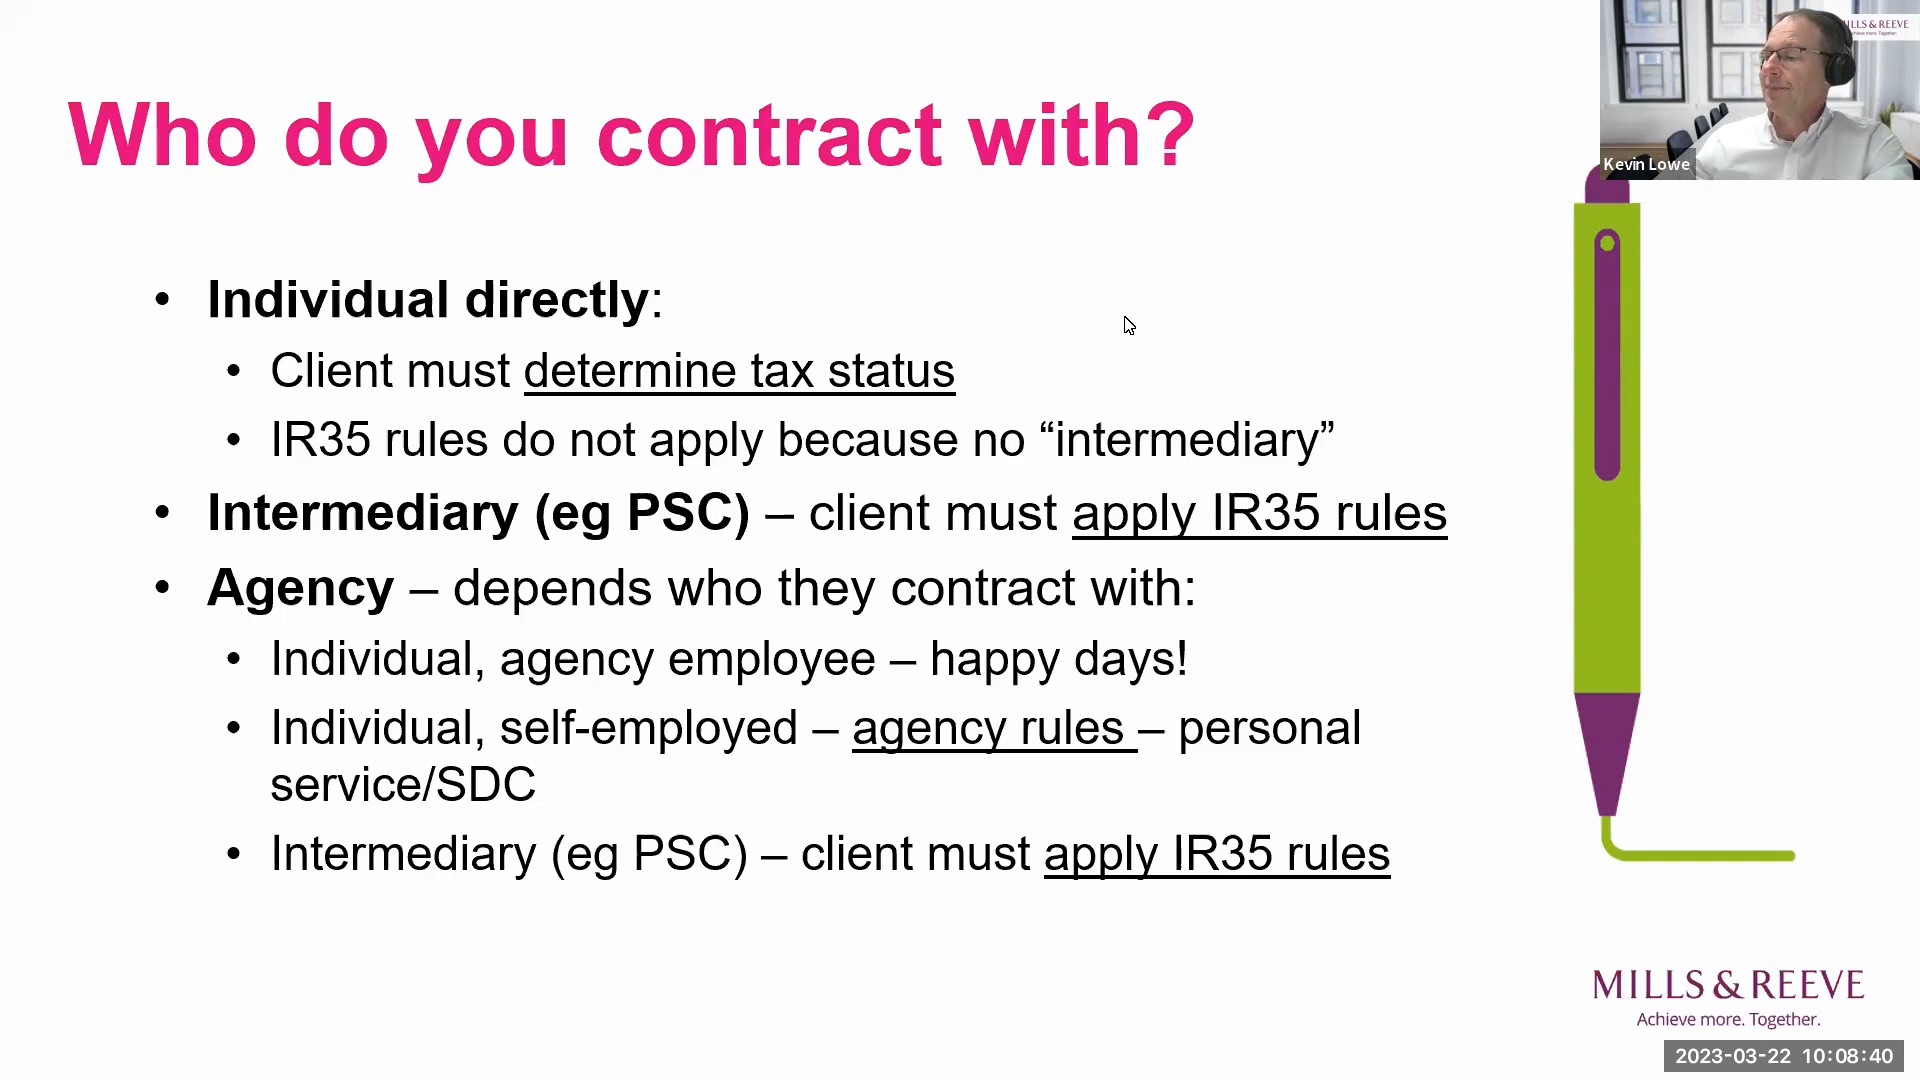 Who do you contract with?
• Individual directly:
• Client must determine tax status
• IR35 rules do not apply because no “intermediary”
• Intermediary (eg PSC) – client must apply IR35 rules
• Agency – depends who they contract with:
• Individual, agency employee – happy days!
• Individual, self-employed – agency rules – personal
service/SDC
• Intermediary (eg PSC) – client must apply IR35 rules
Kevin Lowe
MILLS & REEVE
Achieve more. Together.
2023-03-22 10:08:40